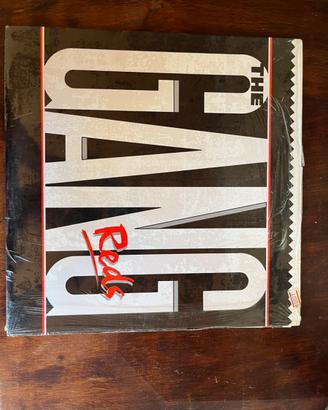 THE
GANG
Reds